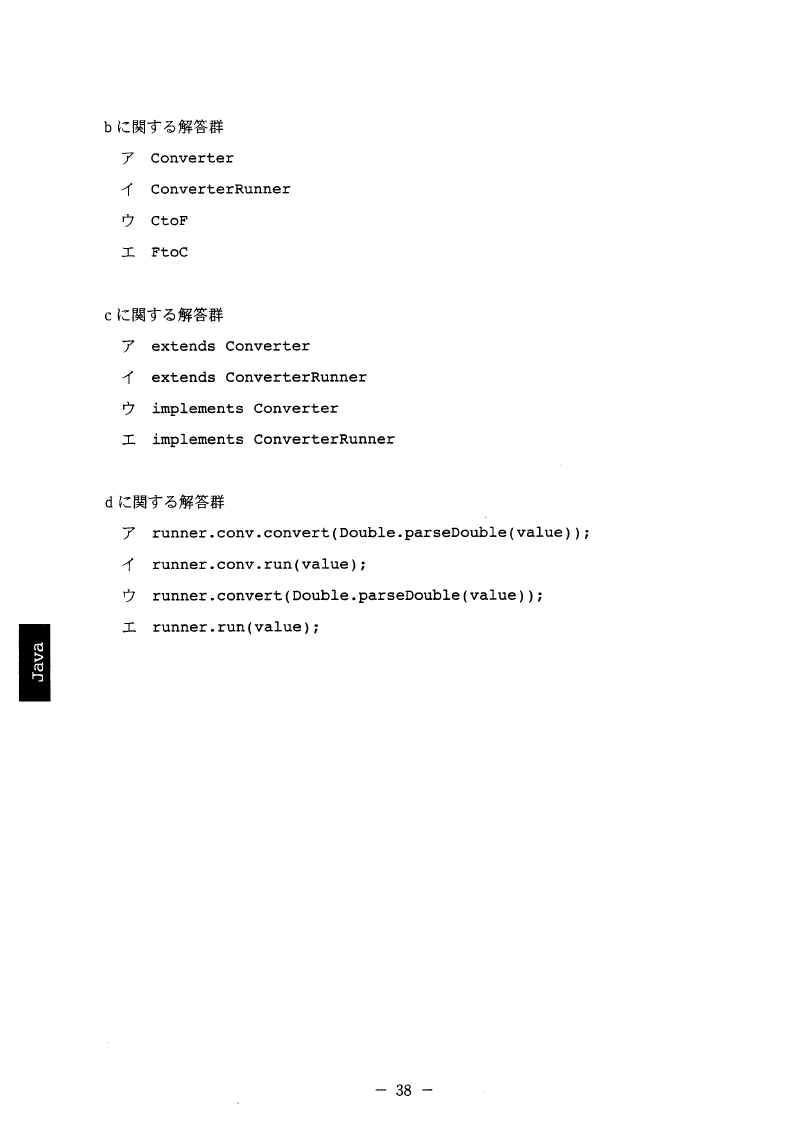 bに関する解答群
ア Converter
イ ConverterRunner
ウ CtoF
エ FtoC
cに関する解答群
ア extends Converter
イ extends ConverterRunner
ウ implements Converter
エ implements ConverterRunner
dに関する解答群
ア runner.conv.convert(Double.parseDouble(value));
イ runner.conv.run(value);
ウ runner.convert(Double.parseDouble(value));
エ runner.run(value);
Java
－ 38 －